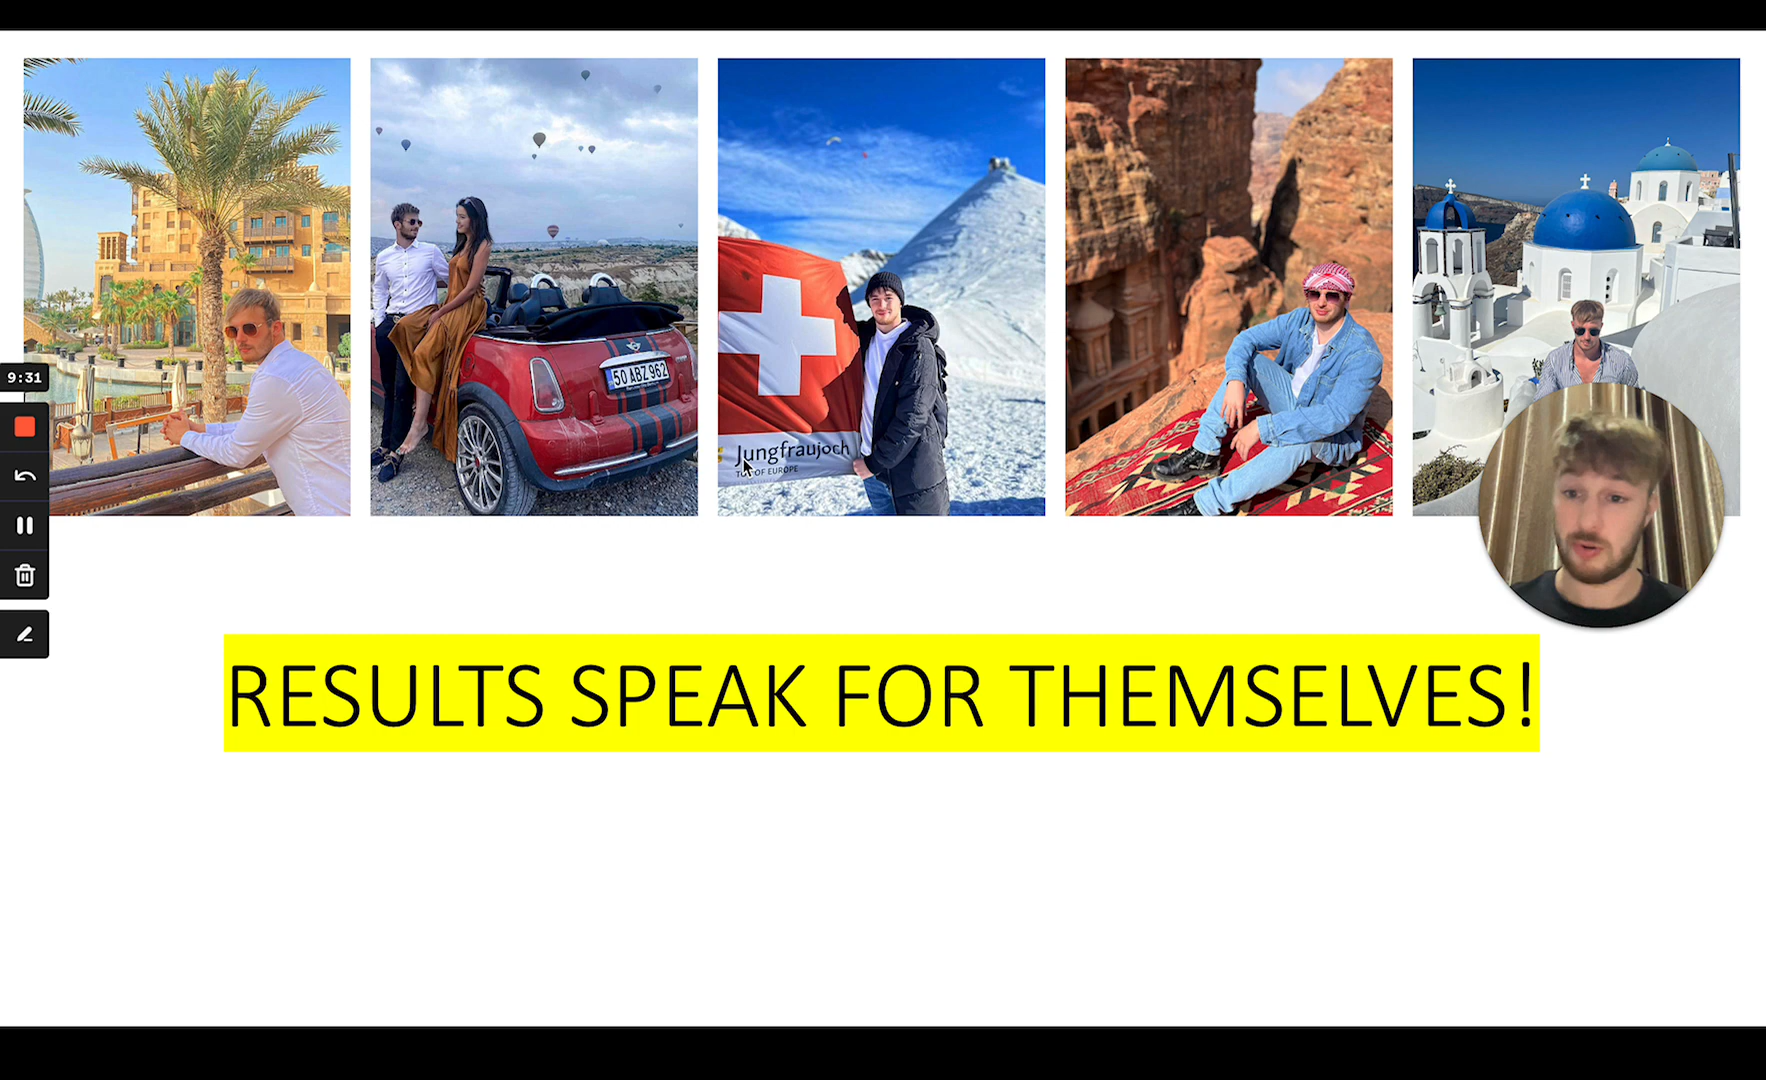 50 ABZ 962
Jungfraujoch
OF EUROPE
9:31
RESULTS SPEAK FOR THEMSELVES!